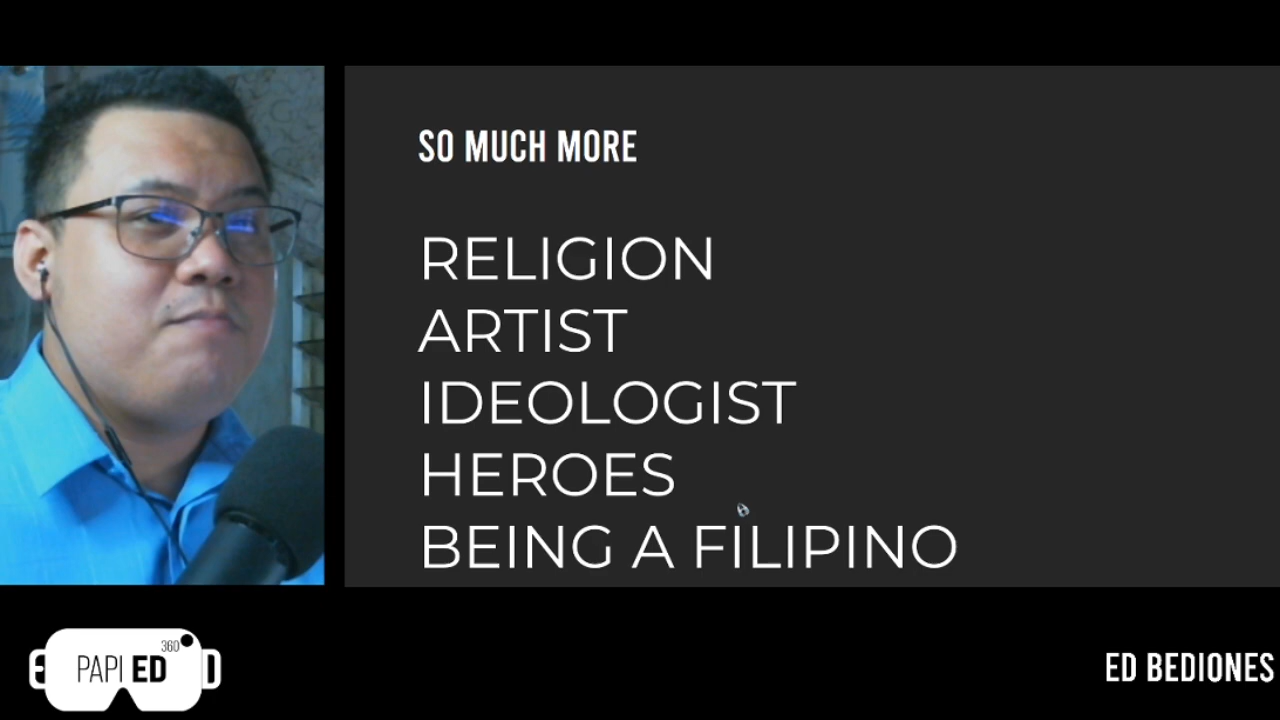 SO MUCH MORE
RELIGION
ARTIST
IDEOLOGIST
HEROES
BEING A FILIPINO
360
PAPI ED
ED BEDIONES